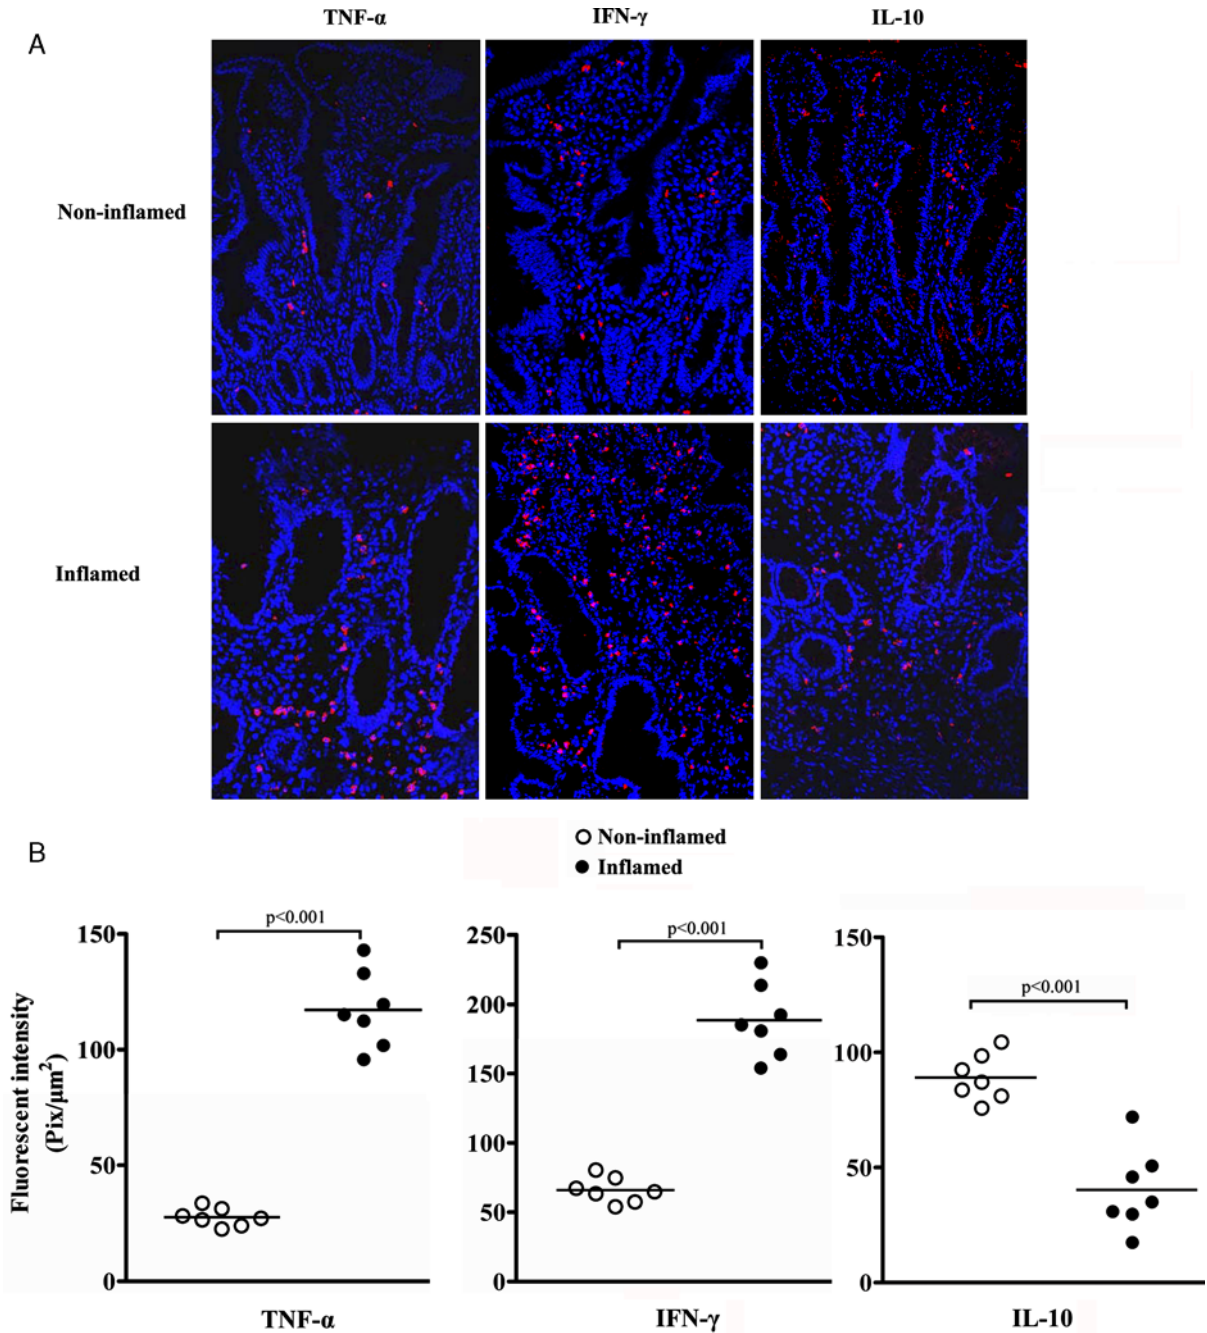 TNF-α IFN-γ IL-10
A
Non-inflamed
Inflamed
B
Non-inflamed
Inflamed
Fluorescent intensity
(Pix/μm²)
150
100
50
0
p<0.001
TNF-α
250
200
150
100
50
0
p<0.001
IFN-γ
150
100
50
0
p<0.001
IL-10